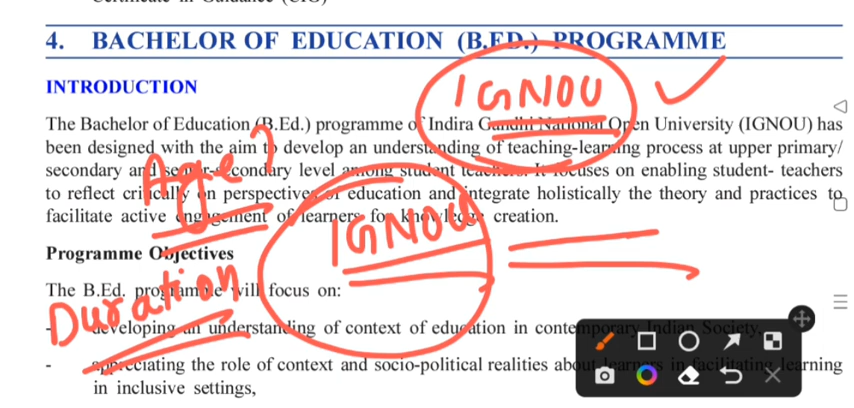 4. BACHELOR OF EDUCATION (B.ED.) PROGRAMME
INTRODUCTION
IGNOU
The Bachelor of Education (B.Ed.) programme of Indira Gandhi National Open University (IGNOU) has
been designed with the aim to develop an understanding of teaching-learning process at upper primary/
secondary and senior-secondary level among student teachers. It focuses on enabling student- teachers
to reflect critically on perspectives of education and integrate holistically the theory and practices to
facilitate active engagement of learners for knowledge creation.
Age?
IGNOU
Programme Objectives
The B.Ed. programme will focus on:
Duration
- developing an understanding of context of education in contemporary Indian Society,
- appreciating the role of context and socio-political realities about learners in facilitating learning
in inclusive settings,